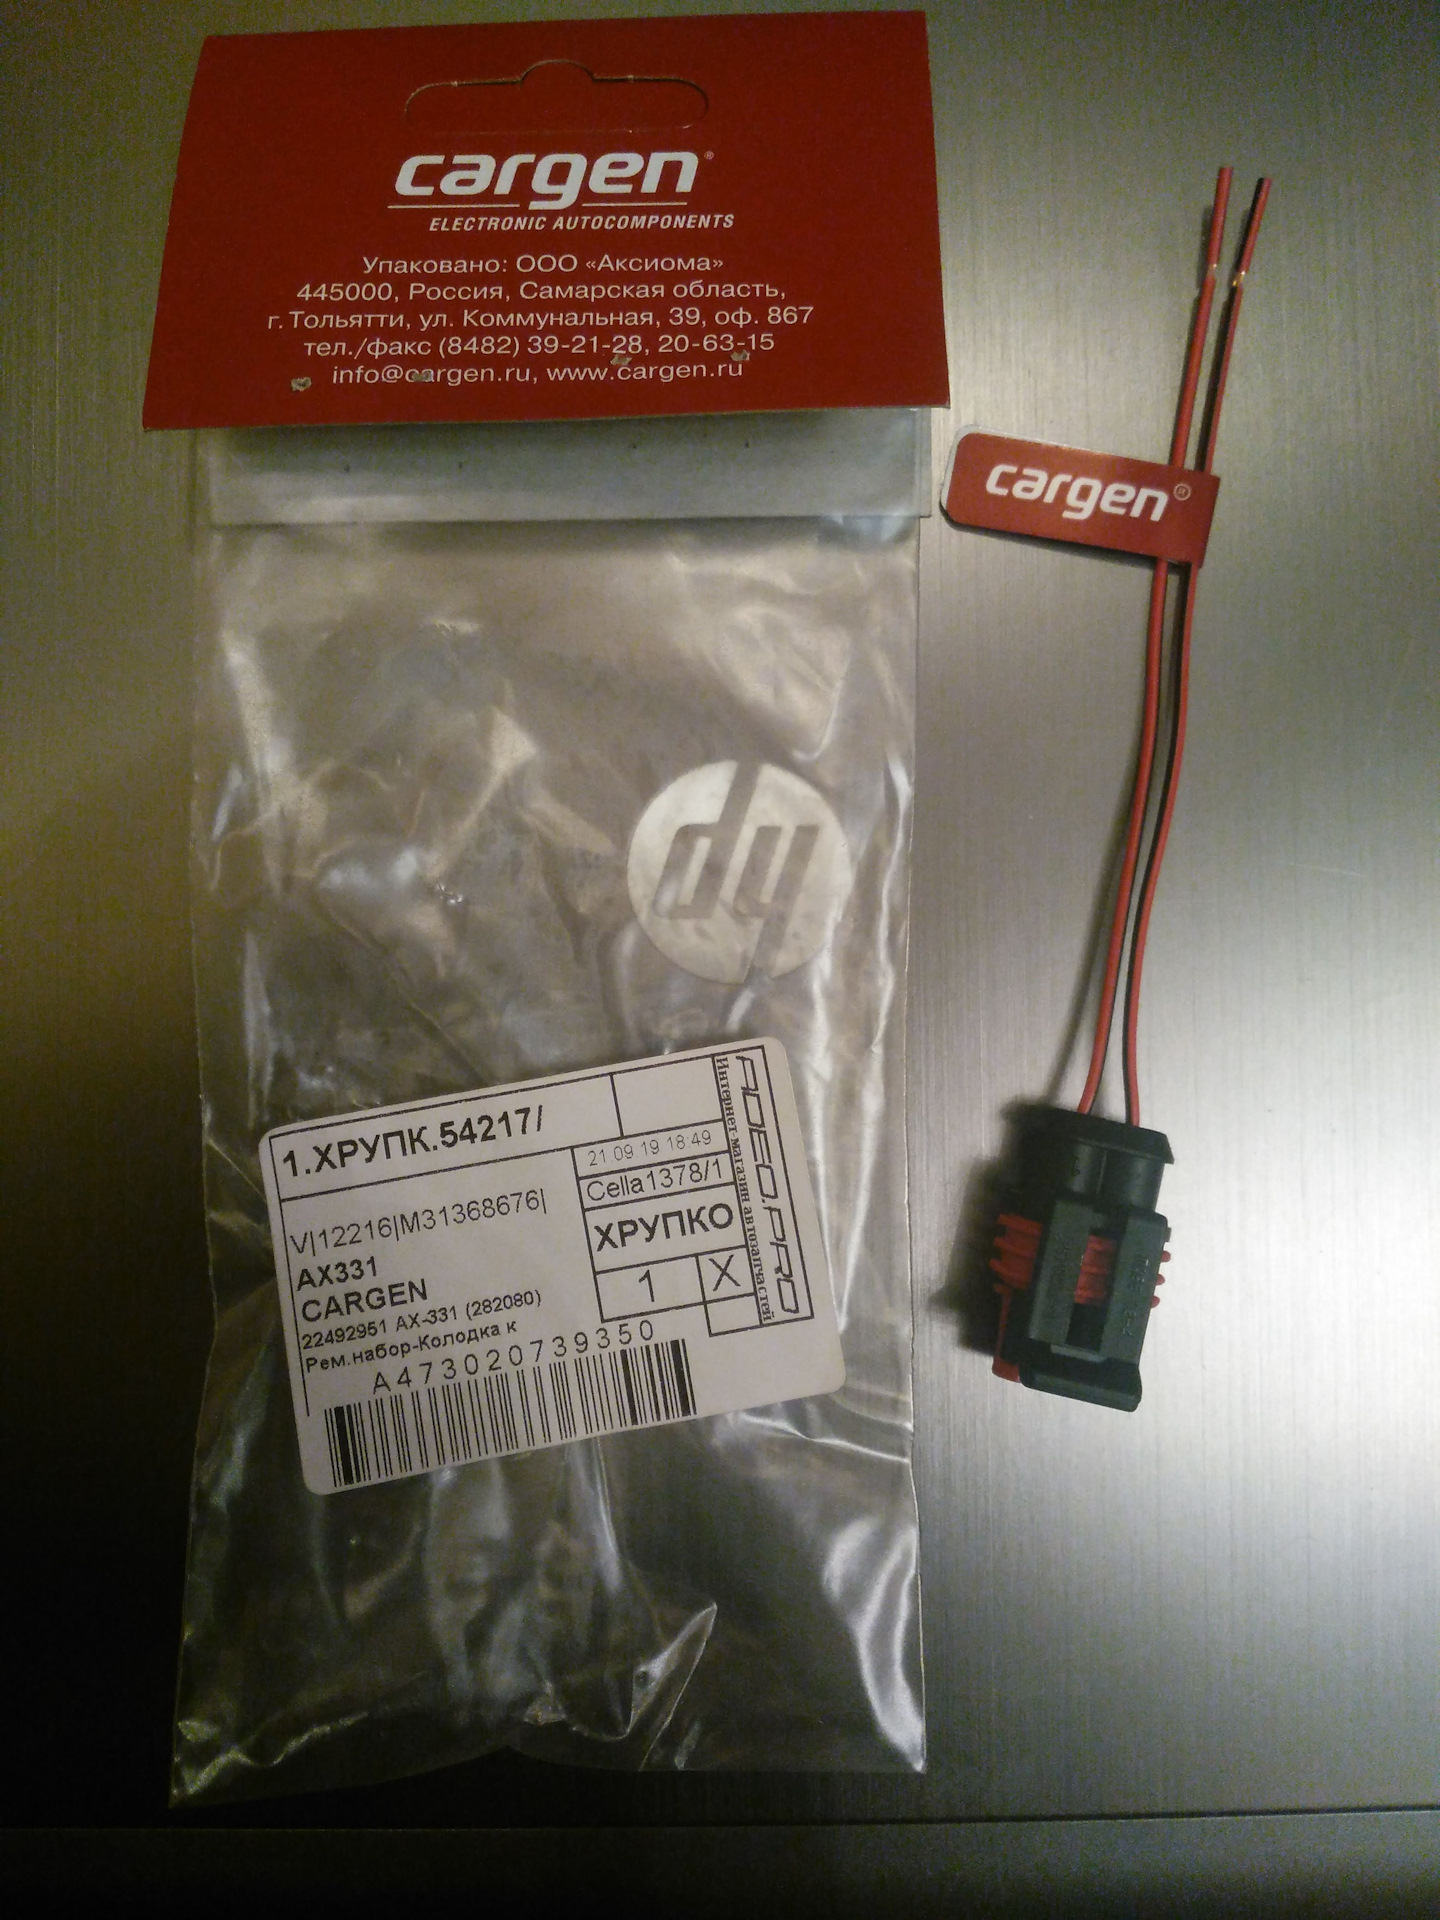 cargen®
ELECTRONIC AUTOCOMPONENTS
Упаковано: ООО «Аксиома»
445000, Россия, Самарская область,
г. Тольятти, ул. Коммунальная, 39, оф. 867
тел./факс (8482) 39-21-28, 20-63-15
info@cargen.ru, www.cargen.ru
cargen®
hp
1.ХРУПК.54217/
21 09 19 18:49
Cella1378/1
V|12216|M31368676|
ХРУПКО
AX331
CARGEN
1 X
22492951 AX-331 (282080)
Рем.набор-Колодка к
A473020739350
Интернет-магазин автозапчастей
ADEO.PRO